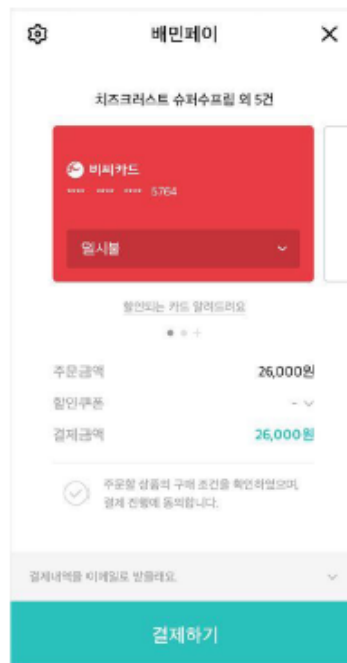 배민페이
치즈크러스트 슈퍼수프림 외 5건
비씨카드
**** **** **** 5764
일시불
할인되는 카드 알려드려요
주문금액 26,000원
할인쿠폰 -
결제금액 26,000원
주문할 상품의 구매 조건을 확인하였으며,
결제 진행에 동의합니다.
결제내역을 이메일로 받을래요.
결제하기